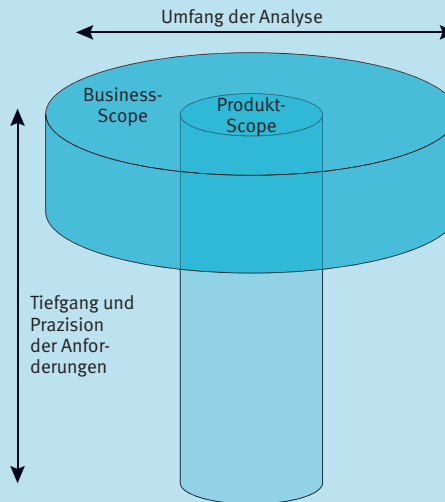 Umfang der Analyse
Business-
Scope
Produkt-
Scope
Tiefgang und
Prazision
der Anfor-
derungen